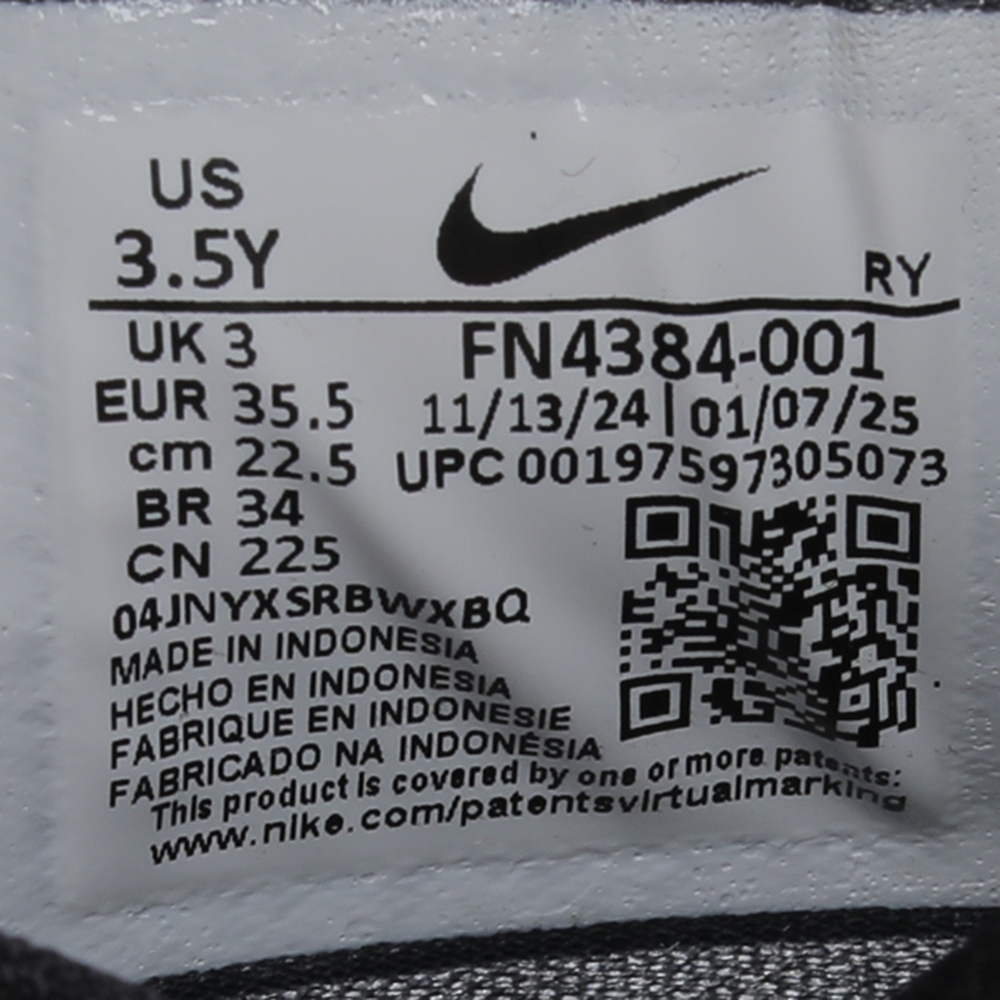 US
3.5Y
RY
UK 3
EUR 35.5
cm 22.5
BR 34
CN 225
FN4384-001
11/13/24 | 01/07/25
UPC 00197597305073
04JNYXSRBWXBQ
MADE IN INDONESIA
HECHO EN INDONESIA
FABRIQUE EN INDONESIE
FABRICADO NA INDONÉSIA
This product is covered by one or more patents:
www.nike.com/patentsvirtualmarking